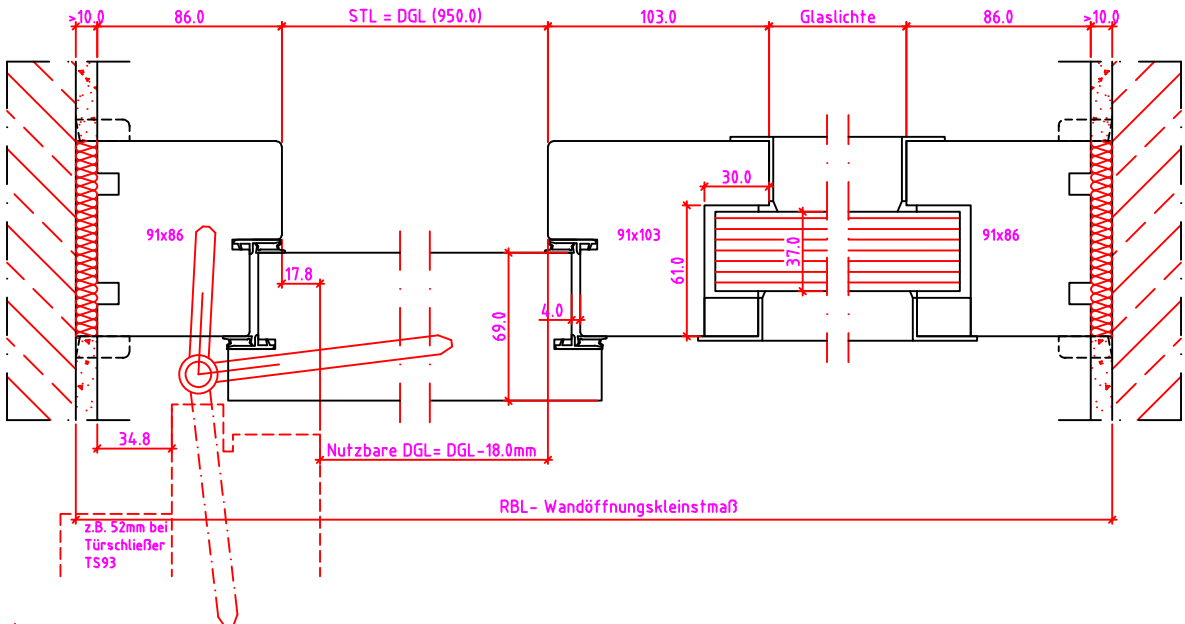 >10.0
86.0
STL = DGL (950.0)
103.0
Glaslichte
86.0
>10.0
30.0
91x86
91x103
91x86
17.8
61.0
37.0
4.0
69.0
34.8
Nutzbare DGL= DGL-18.0mm
RBL- Wandöffnungskleinstmaß
z.B. 52mm bei
Türschließer
TS93